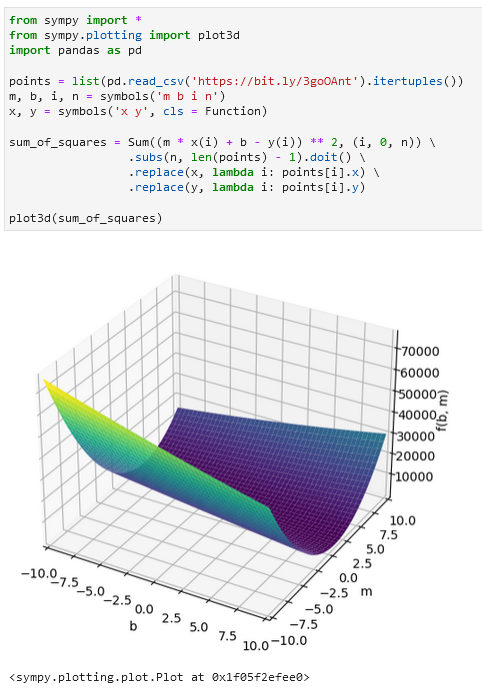 from sympy import *
from sympy.plotting import plot3d
import pandas as pd
points = list(pd.read_csv('https://bit.ly/3goOAnt').itertuples())
m, b, i, n = symbols('m b i n')
x, y = symbols('x y', cls = Function)
sum_of_squares = Sum((m * x(i) + b - y(i)) ** 2, (i, 0, n)) \
.subs(n, len(points) - 1).doit() \
.replace(x, lambda i: points[i].x) \
.replace(y, lambda i: points[i].y)
plot3d(sum_of_squares)
70000
60000
50000
40000
30000
20000
10000
f(b, m)
−10.0
−7.5
−5.0
−2.5
0.0
2.5
5.0
7.5
10.0
b
−10.0
−7.5
−5.0
−2.5
0.0
2.5
5.0
7.5
10.0
m
<sympy.plotting.plot.Plot at 0x1f05f2efee0>